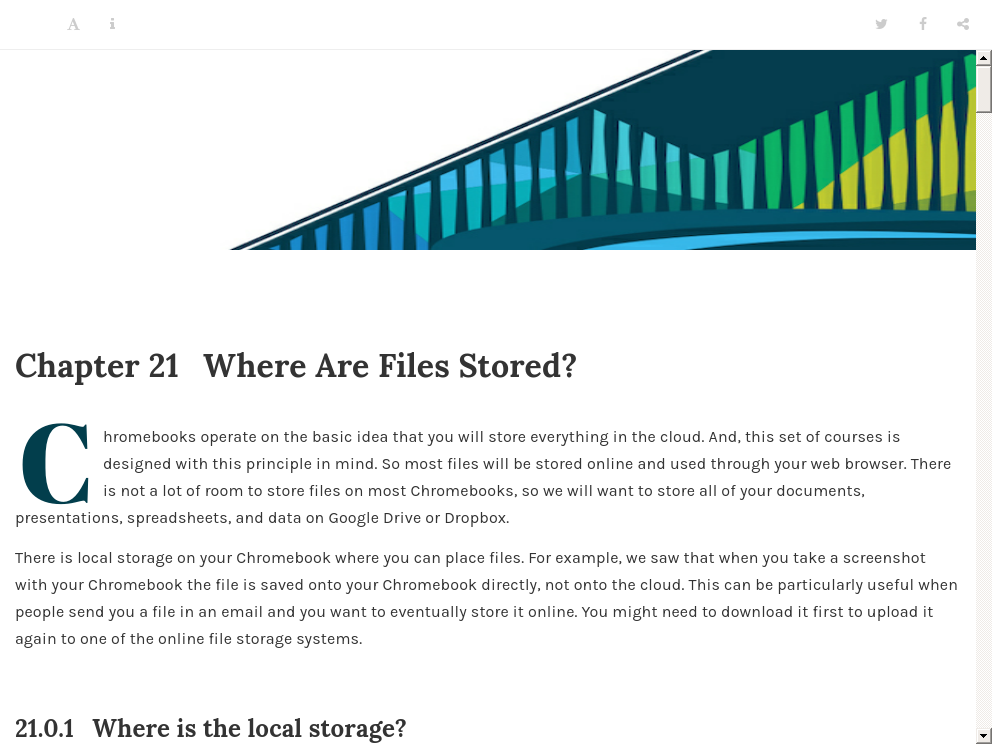 Chapter 21 Where Are Files Stored?
Chromebooks operate on the basic idea that you will store everything in the cloud. And, this set of courses is
designed with this principle in mind. So most files will be stored online and used through your web browser. There
is not a lot of room to store files on most Chromebooks, so we will want to store all of your documents,
presentations, spreadsheets, and data on Google Drive or Dropbox.
There is local storage on your Chromebook where you can place files. For example, we saw that when you take a screenshot
with your Chromebook the file is saved onto your Chromebook directly, not onto the cloud. This can be particularly useful when
people send you a file in an email and you want to eventually store it online. You might need to download it first to upload it
again to one of the online file storage systems.
21.0.1 Where is the local storage?